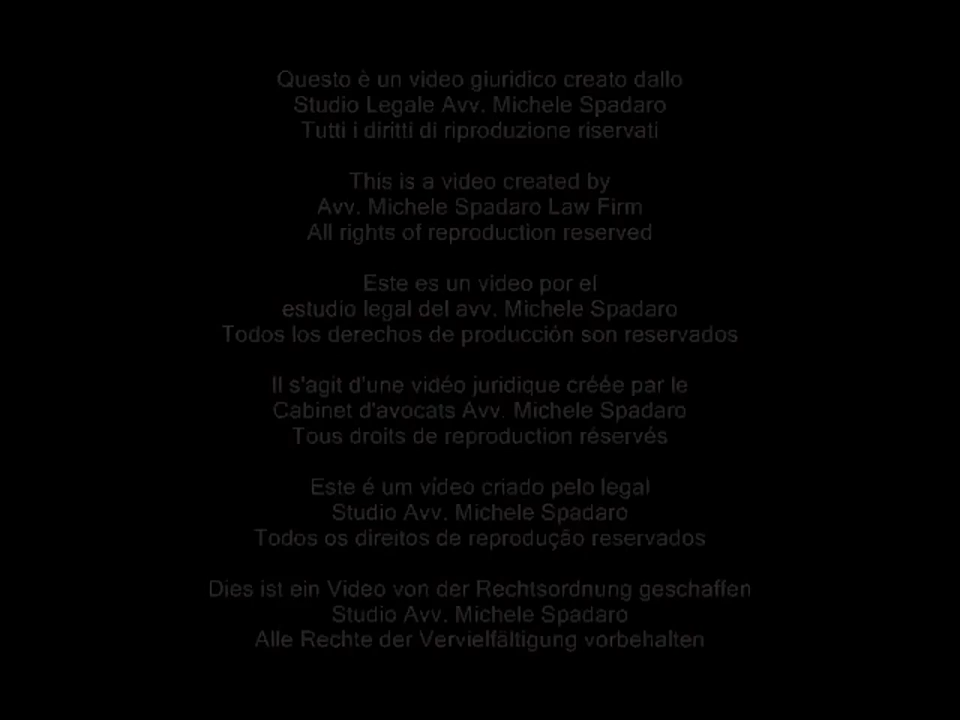 Questo è un video giuridico creato dallo
Studio Legale Avv. Michele Spadaro
Tutti i diritti di riproduzione riservati
This is a video created by
Avv. Michele Spadaro Law Firm
All rights of reproduction reserved
Este es un video por el
estudio legal del avv. Michele Spadaro
Todos los derechos de producción son reservados
Il s'agit d'une vidéo juridique créée par le
Cabinet d'avocats Avv. Michele Spadaro
Tous droits de reproduction réservés
Este é um vídeo criado pelo legal
Studio Avv. Michele Spadaro
Todos os direitos de reprodução reservados
Dies ist ein Video von der Rechtsordnung geschaffen
Studio Avv. Michele Spadaro
Alle Rechte der Vervielfältigung vorbehalten